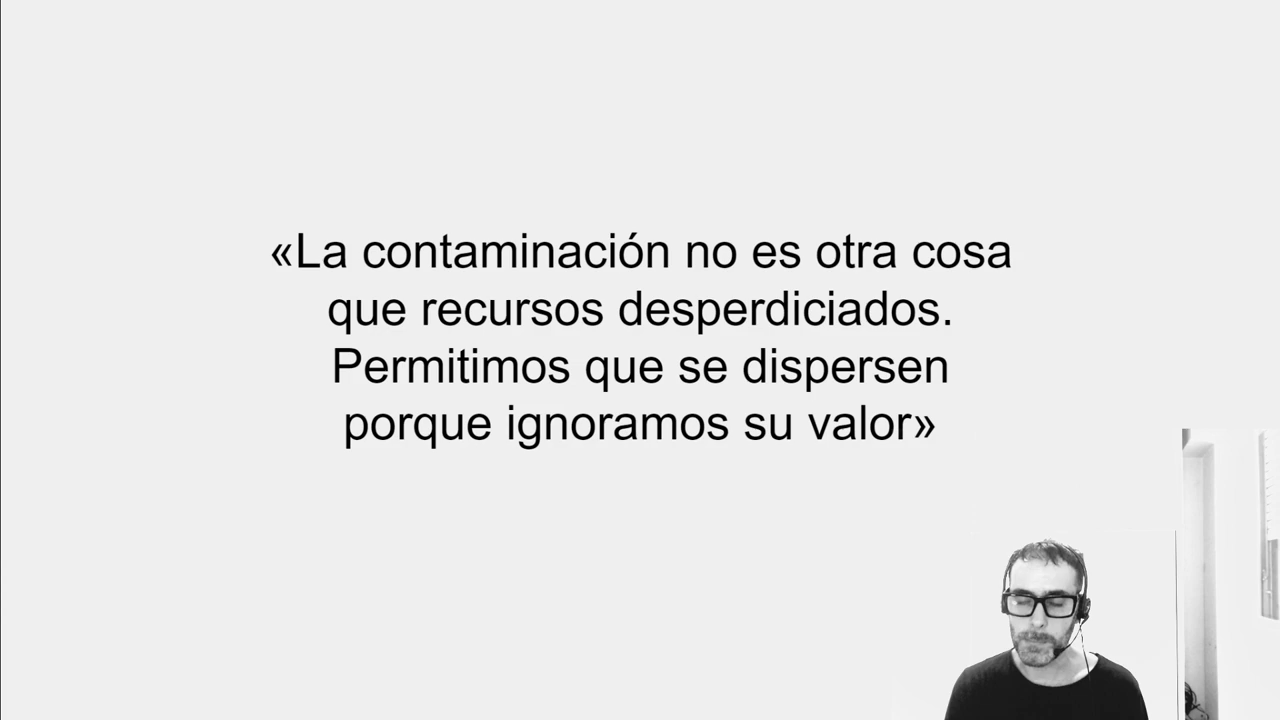 «La contaminación no es otra cosa
que recursos desperdiciados.
Permitimos que se dispersen
porque ignoramos su valor»